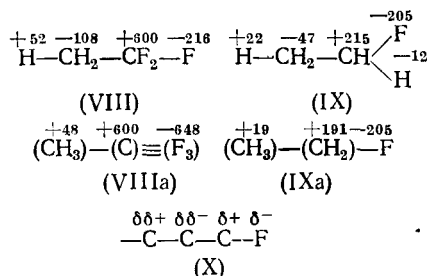 −205
+52 −108 +600 −216 +22 −47 +215 F −12
H—CH₂—CF₂—F H—CH₂—CH
H
(VIII) (IX)
+48 +600 −648 +19 +191 −205
(CH₃)—(C)≡(F₃) (CH₃)—(CH₂)—F
(VIIIa) (IXa)
δδ+ δδ− δ+ δ−
—C—C—C—F
(X)